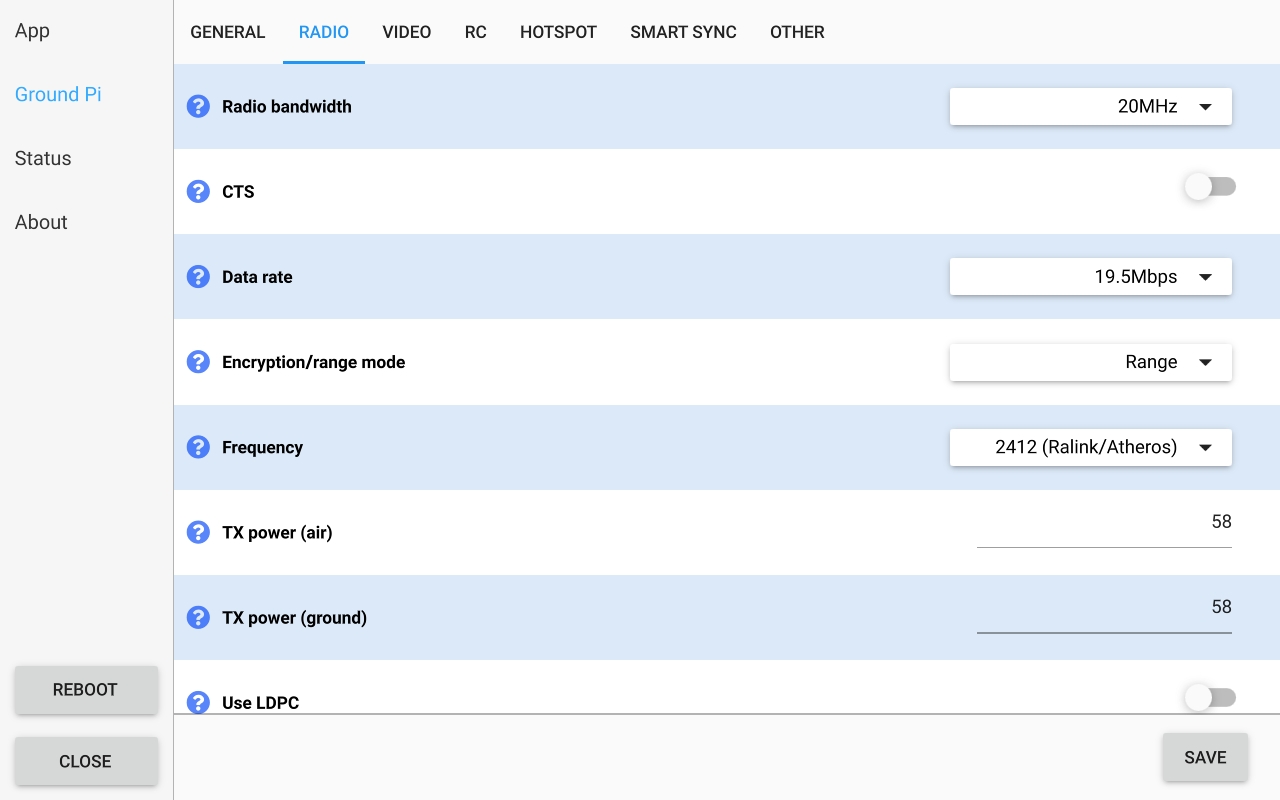 App
Ground Pi
Status
About
REBOOT
CLOSE
GENERAL RADIO VIDEO RC HOTSPOT SMART SYNC OTHER
? Radio bandwidth 20MHz
? CTS
? Data rate 19.5Mbps
? Encryption/range mode Range
? Frequency 2412 (Ralink/Atheros)
? TX power (air) 58
? TX power (ground) 58
? Use LDPC
SAVE